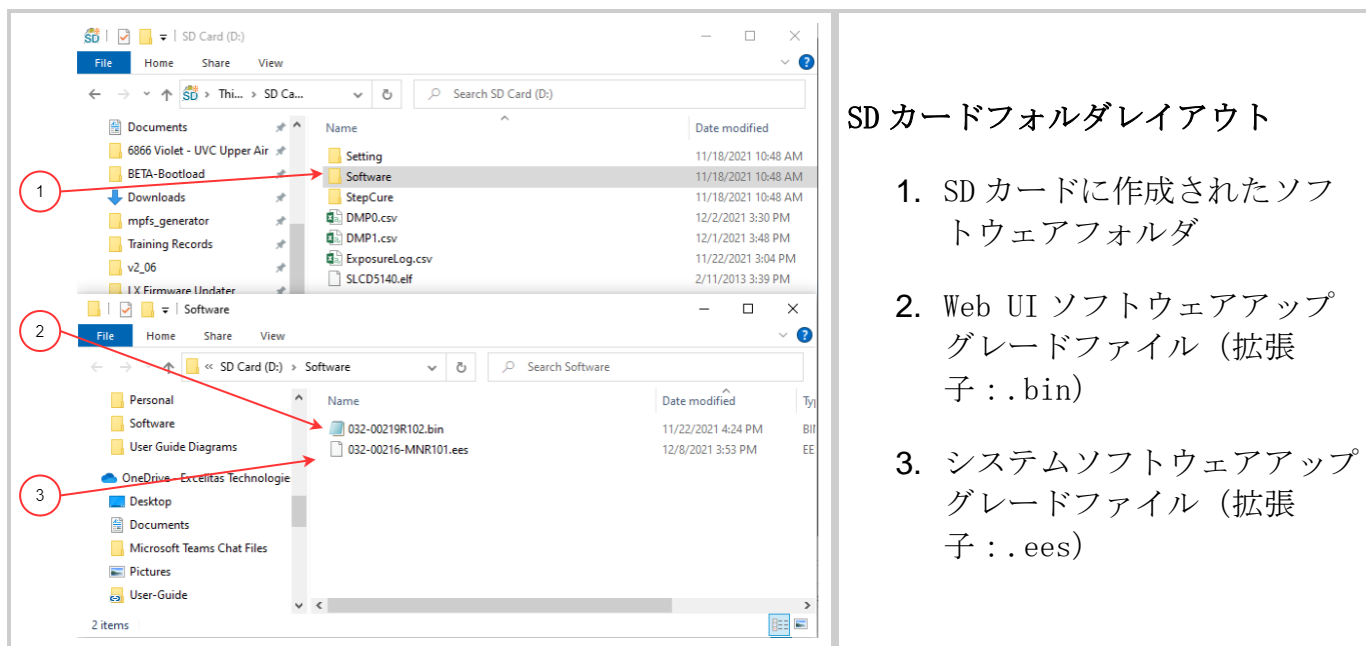 SD Card (D:)
File Home Share View
Thi... > SD Ca... Search SD Card (D:)
Documents
6866 Violet - UVC Upper Air
BETA-Bootload
Downloads
mpfs_generator
Training Records
v2_06
LX Firmware Updater
Name Date modified
Setting 11/18/2021 10:48 AM
Software 11/18/2021 10:48 AM
StepCure 11/18/2021 10:48 AM
DMP0.csv 12/2/2021 3:30 PM
DMP1.csv 12/1/2021 3:48 PM
ExposureLog.csv 11/22/2021 3:04 PM
SLCD5140.elf 2/11/2013 3:39 PM
1
Software
File Home Share View
« SD Card (D:) > Software Search Software
Personal
Software
User Guide Diagrams
OneDrive - Excelitas Technologie
Desktop
Documents
Microsoft Teams Chat Files
Pictures
User-Guide
Name Date modified Ty
032-00219R102.bin 11/22/2021 4:24 PM BI
032-00216-MNR101.ees 12/8/2021 3:53 PM EE
2 items
2
3
SD カードフォルダレイアウト
1. SD カードに作成されたソフ
トウェアフォルダ
2. Web UI ソフトウェアアップ
グレードファイル（拡張
子：.bin）
3. システムソフトウェアアップ
グレードファイル（拡張
子：.ees）